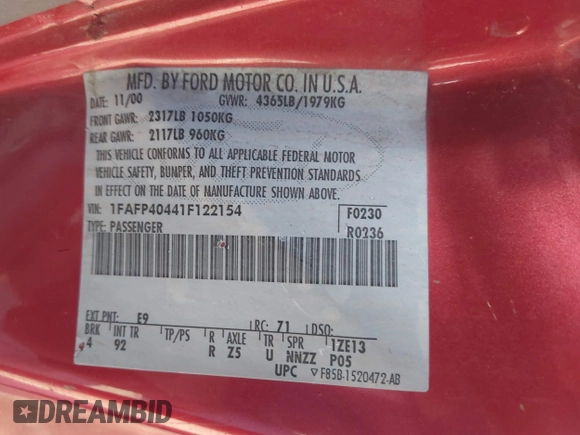 MFD. BY FORD MOTOR CO. IN U.S.A.
DATE: 11/00 GVWR: 4365LB/1979KG
FRONT GAWR: 2317LB 1050KG
REAR GAWR: 2117LB 960KG
THIS VEHICLE CONFORMS TO ALL APPLICABLE FEDERAL MOTOR
VEHICLE SAFETY, BUMPER, AND THEFT PREVENTION STANDARDS
IN EFFECT ON THE DATE OF MANUFACTURE SHOWN ABOVE.
VIN: 1FAFP40441F122154 F0230
TYPE: PASSENGER R0236
EXT PNT: E9 RC: 71 DSO:
BRK INT TR TP/PS R AXLE TR SPR 1ZE13
4 92 R Z5 U NNZZ P05
UPC F85B-1520472-AB
DREAMBID